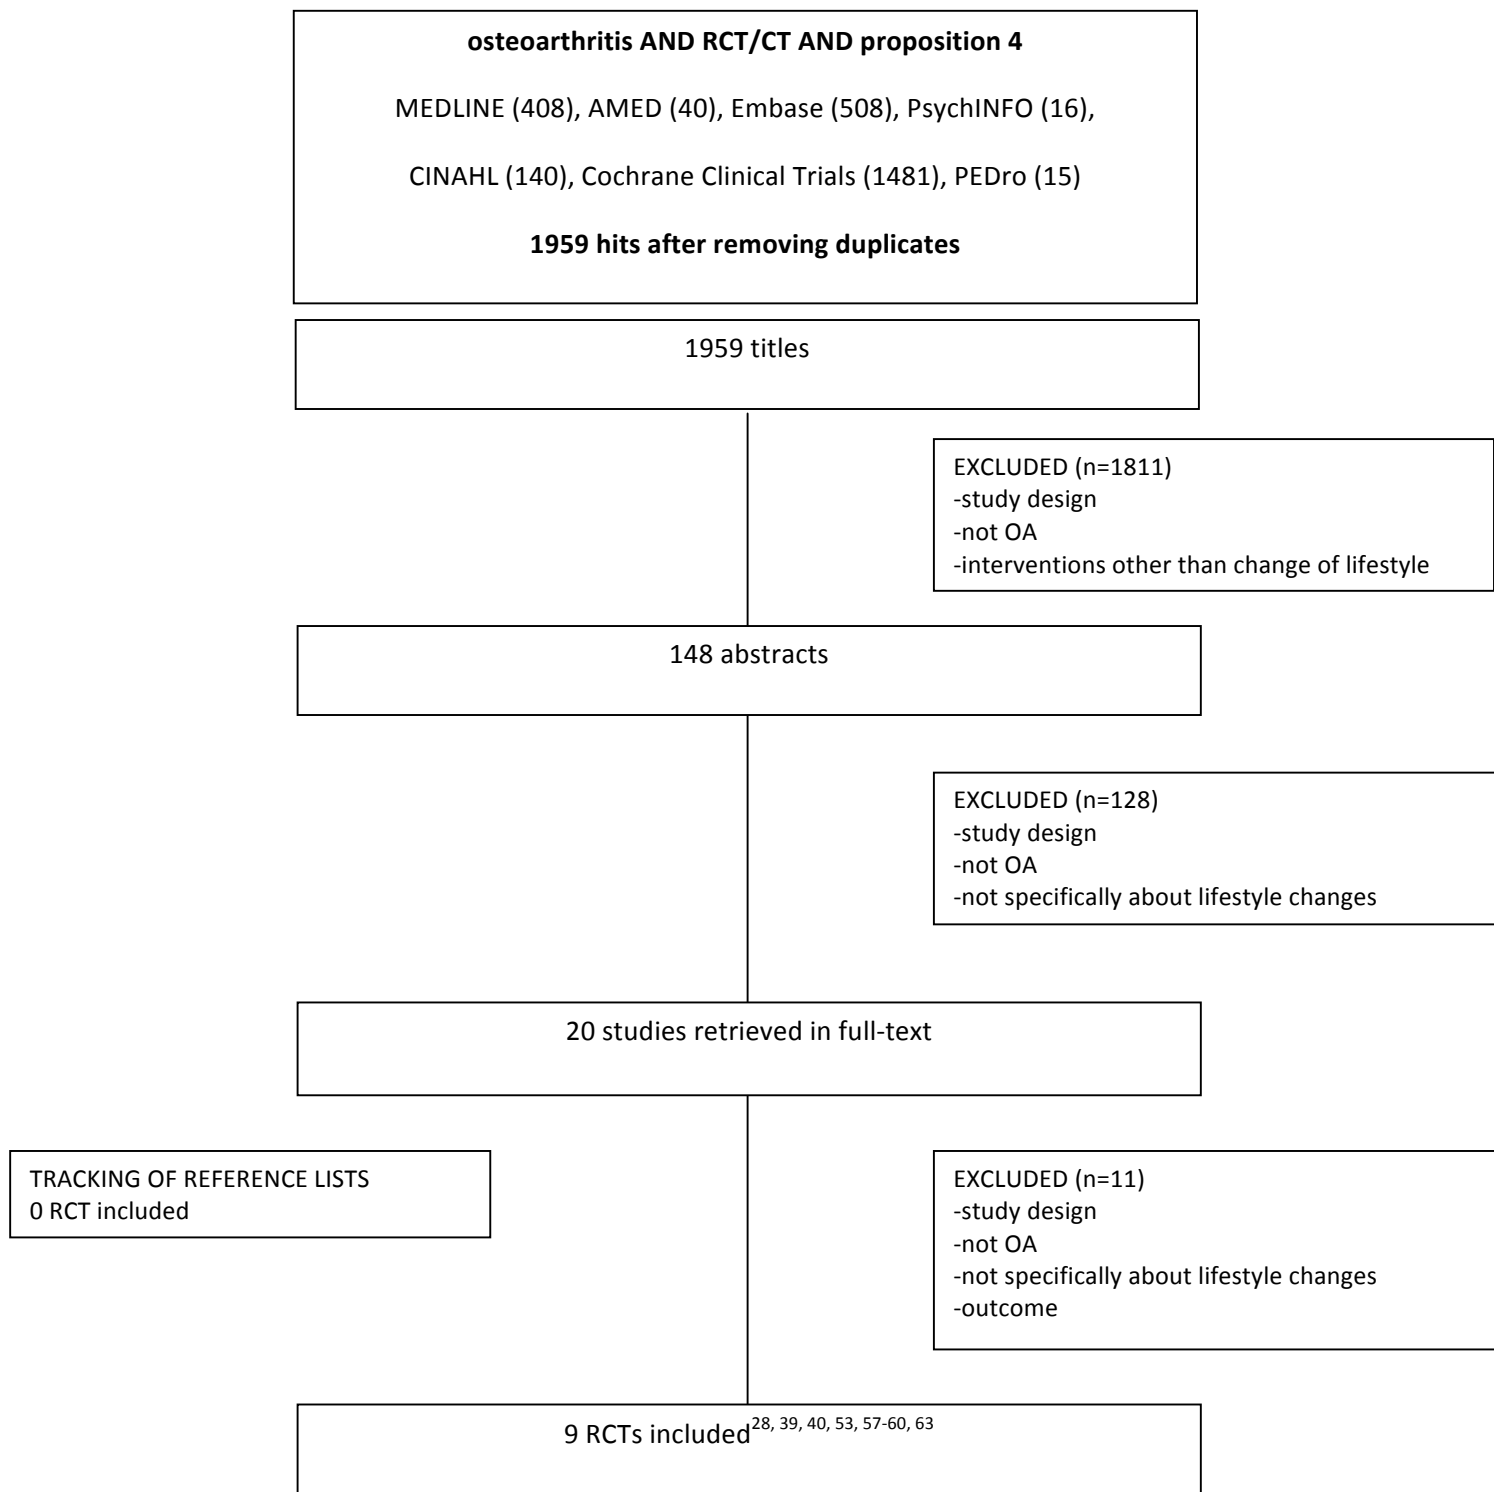 osteoarthritis AND RCT/CT AND proposition 4
MEDLINE (408), AMED (40), Embase (508), PsychINFO (16),
CINAHL (140), Cochrane Clinical Trials (1481), PEDro (15)
1959 hits after removing duplicates
1959 titles
EXCLUDED (n=1811)
-study design
-not OA
-interventions other than change of lifestyle
148 abstracts
EXCLUDED (n=128)
-study design
-not OA
-not specifically about lifestyle changes
20 studies retrieved in full-text
TRACKING OF REFERENCE LISTS
0 RCT included
EXCLUDED (n=11)
-study design
-not OA
-not specifically about lifestyle changes
-outcome
9 RCTs included28, 39, 40, 53, 57-60, 63